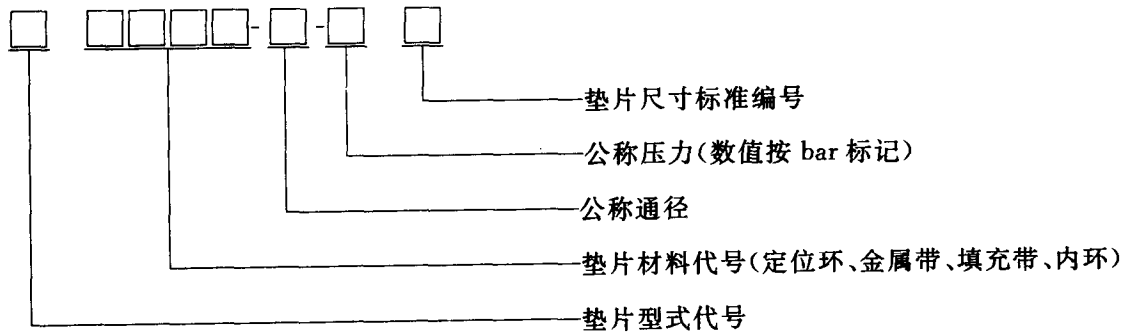 垫片尺寸标准编号
公称压力(数值按 bar 标记)
公称通径
垫片材料代号(定位环、金属带、填充带、内环)
垫片型式代号